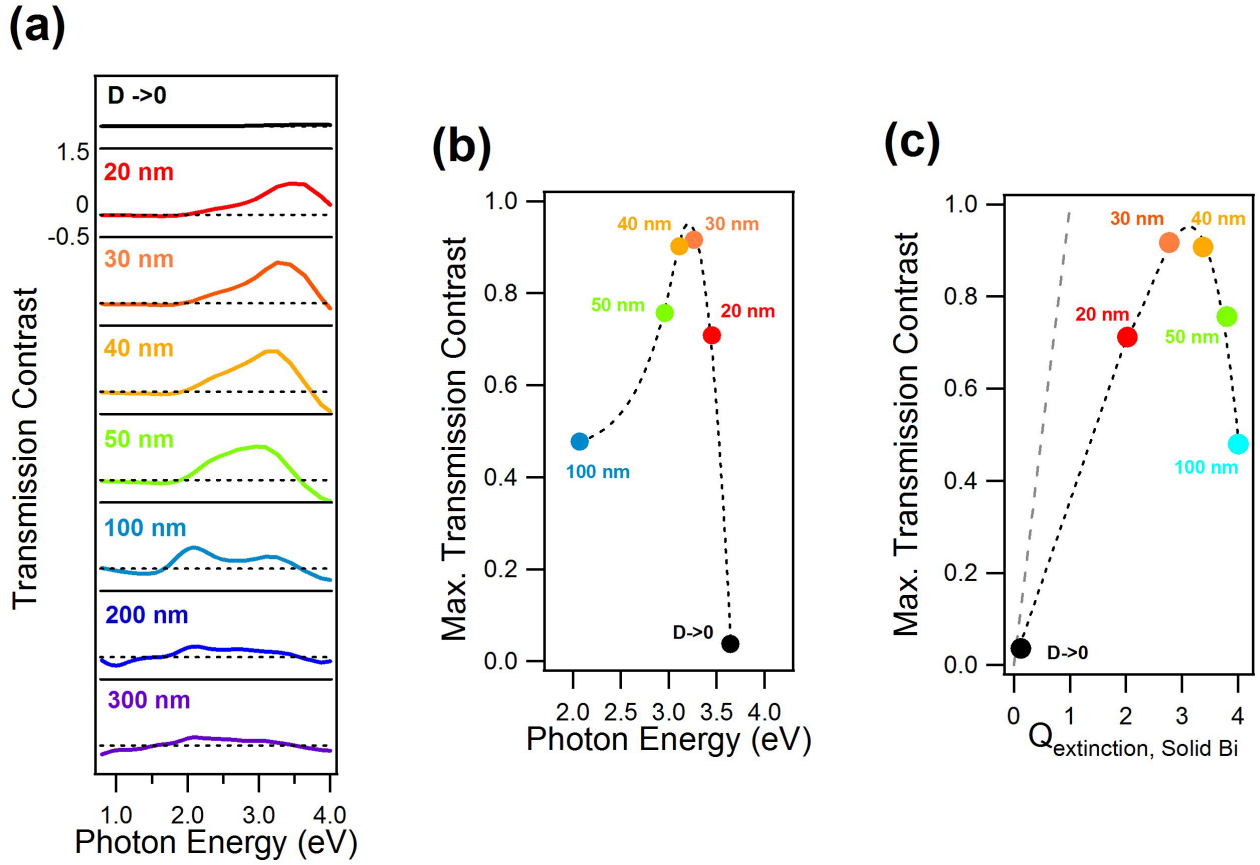 (a)
D ->0
1.5
20 nm
0
-0.5
30 nm
40 nm
50 nm
100 nm
200 nm
300 nm
Transmission Contrast
1.0 2.0 3.0 4.0
Photon Energy (eV)
(b)
1.0
0.8
0.6
0.4
0.2
0.0
Max. Transmission Contrast
40 nm
30 nm
50 nm
20 nm
100 nm
D->0
2.0 2.5 3.0 3.5 4.0
Photon Energy (eV)
(c)
1.0
0.8
0.6
0.4
0.2
0.0
Max. Transmission Contrast
30 nm
40 nm
20 nm
50 nm
100 nm
D->0
0 1 2 3 4
Qextinction, Solid Bi